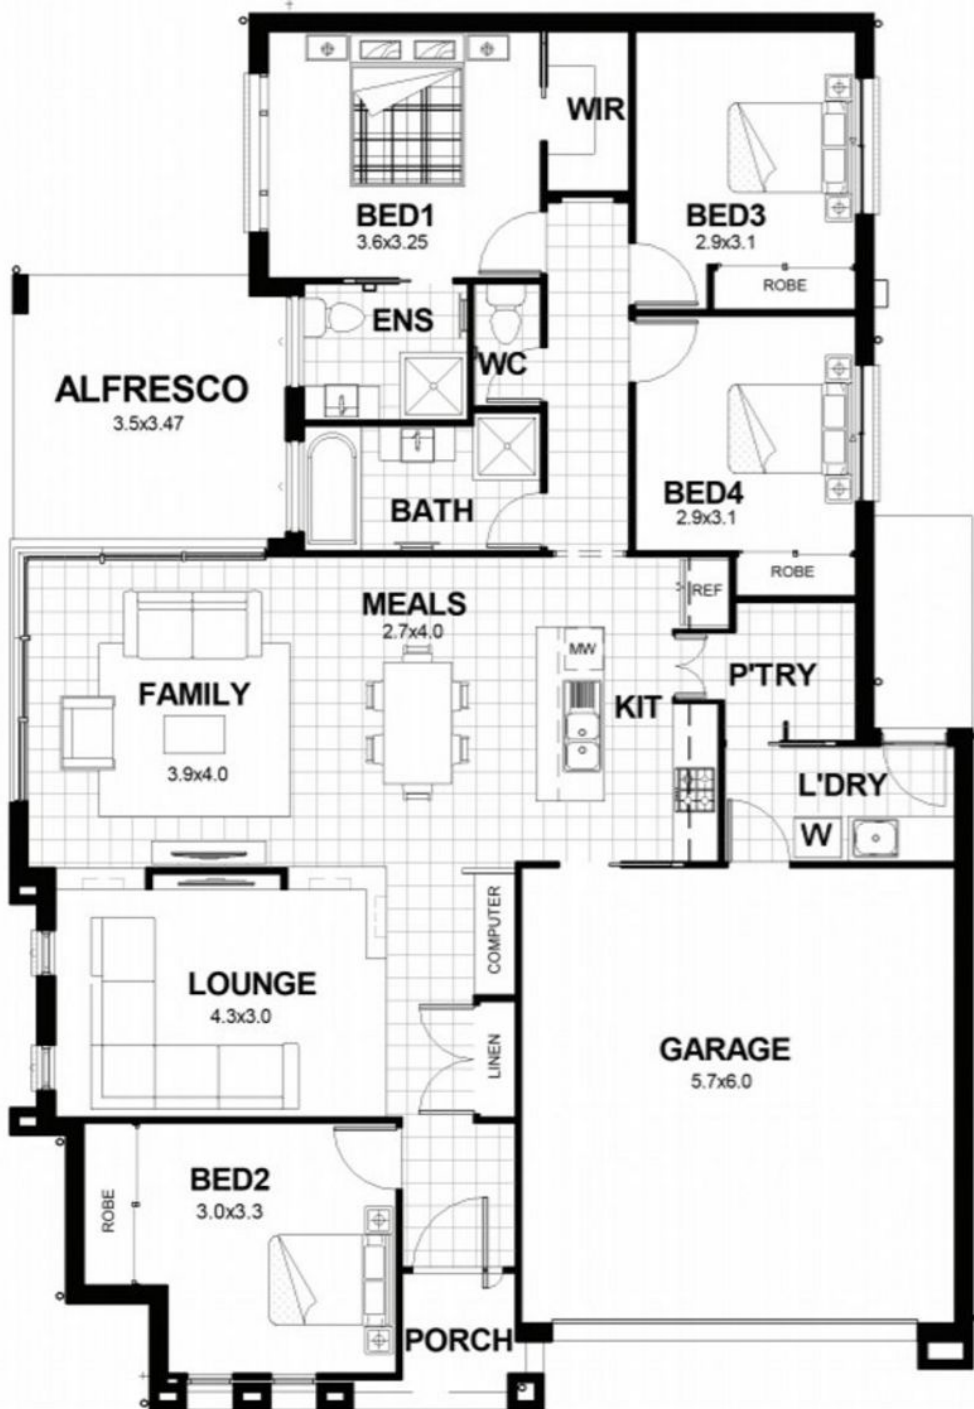 WIR
BED1
3.6x3.25
BED3
2.9x3.1
ROBE
ENS
WC
ALFRESCO
3.5x3.47
BATH
BED4
2.9x3.1
ROBE
REF
MEALS
2.7x4.0
MW
P'TRY
FAMILY
KIT
3.9x4.0
L'DRY
W
COMPUTER
LOUNGE
4.3x3.0
LINEN
GARAGE
5.7x6.0
BED2
3.0x3.3
ROBE
PORCH